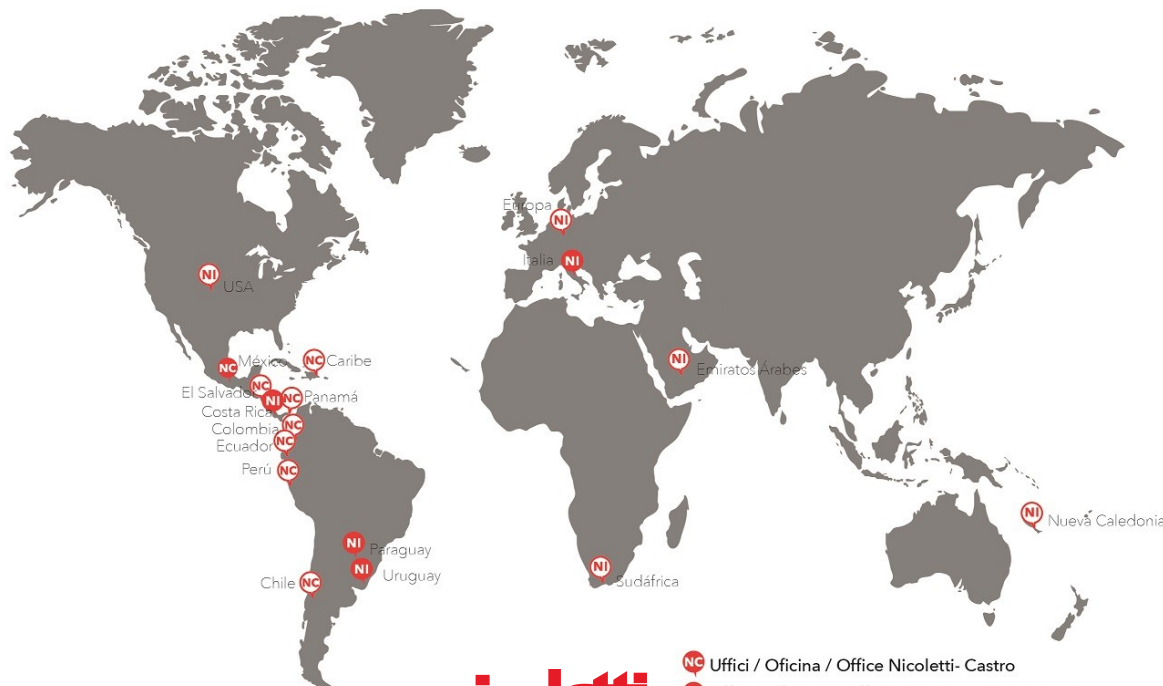 Europa
NI
Italia
NI
NI
USA
NC
México
NC
Caribe
NI
Emiratos Árabes
El Salvador
NC
NI
NC
Panamá
Costa Rica
Colombia
NC
Ecuador
NC
Perú
NC
NI
Nueva Caledonia
NI
Paraguay
NI
Uruguay
Chile
NC
NI
Sudáfrica
NC Uffici / Oficina / Office Nicoletti- Castro